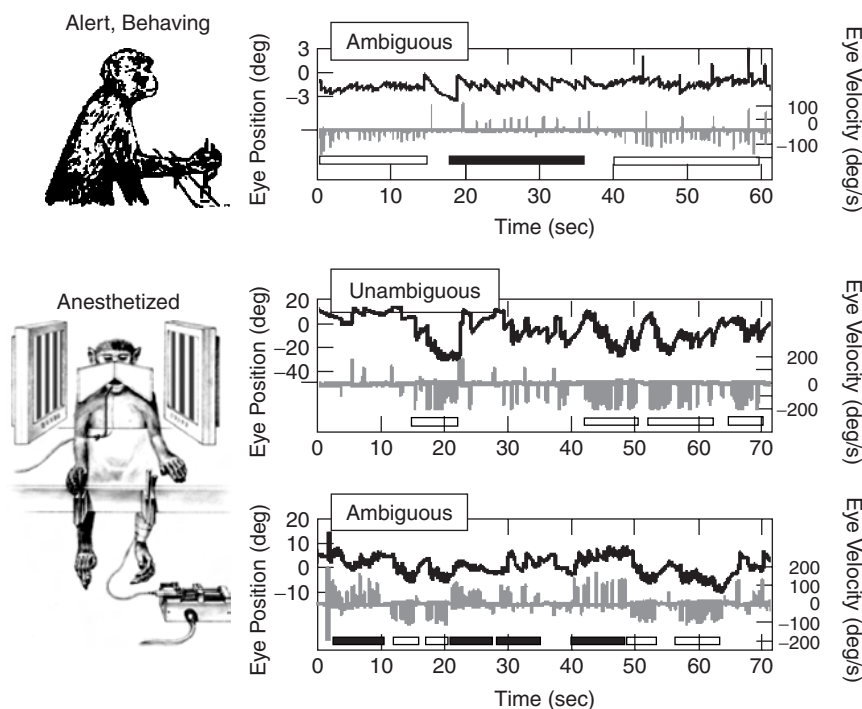 Alert, Behaving
Ambiguous
Eye Position (deg)
3
0
−3
100
0
−100
Eye Velocity (deg/s)
0 10 20 30 40 50 60
Time (sec)
Anesthetized
Unambiguous
Eye Position (deg)
20
0
−20
−40
200
0
−200
Eye Velocity (deg/s)
0 10 20 30 40 50 60 70
Ambiguous
Eye Position (deg)
20
10
0
−10
200
100
0
−100
−200
Eye Velocity (deg/s)
0 10 20 30 40 50 60 70
Time (sec)